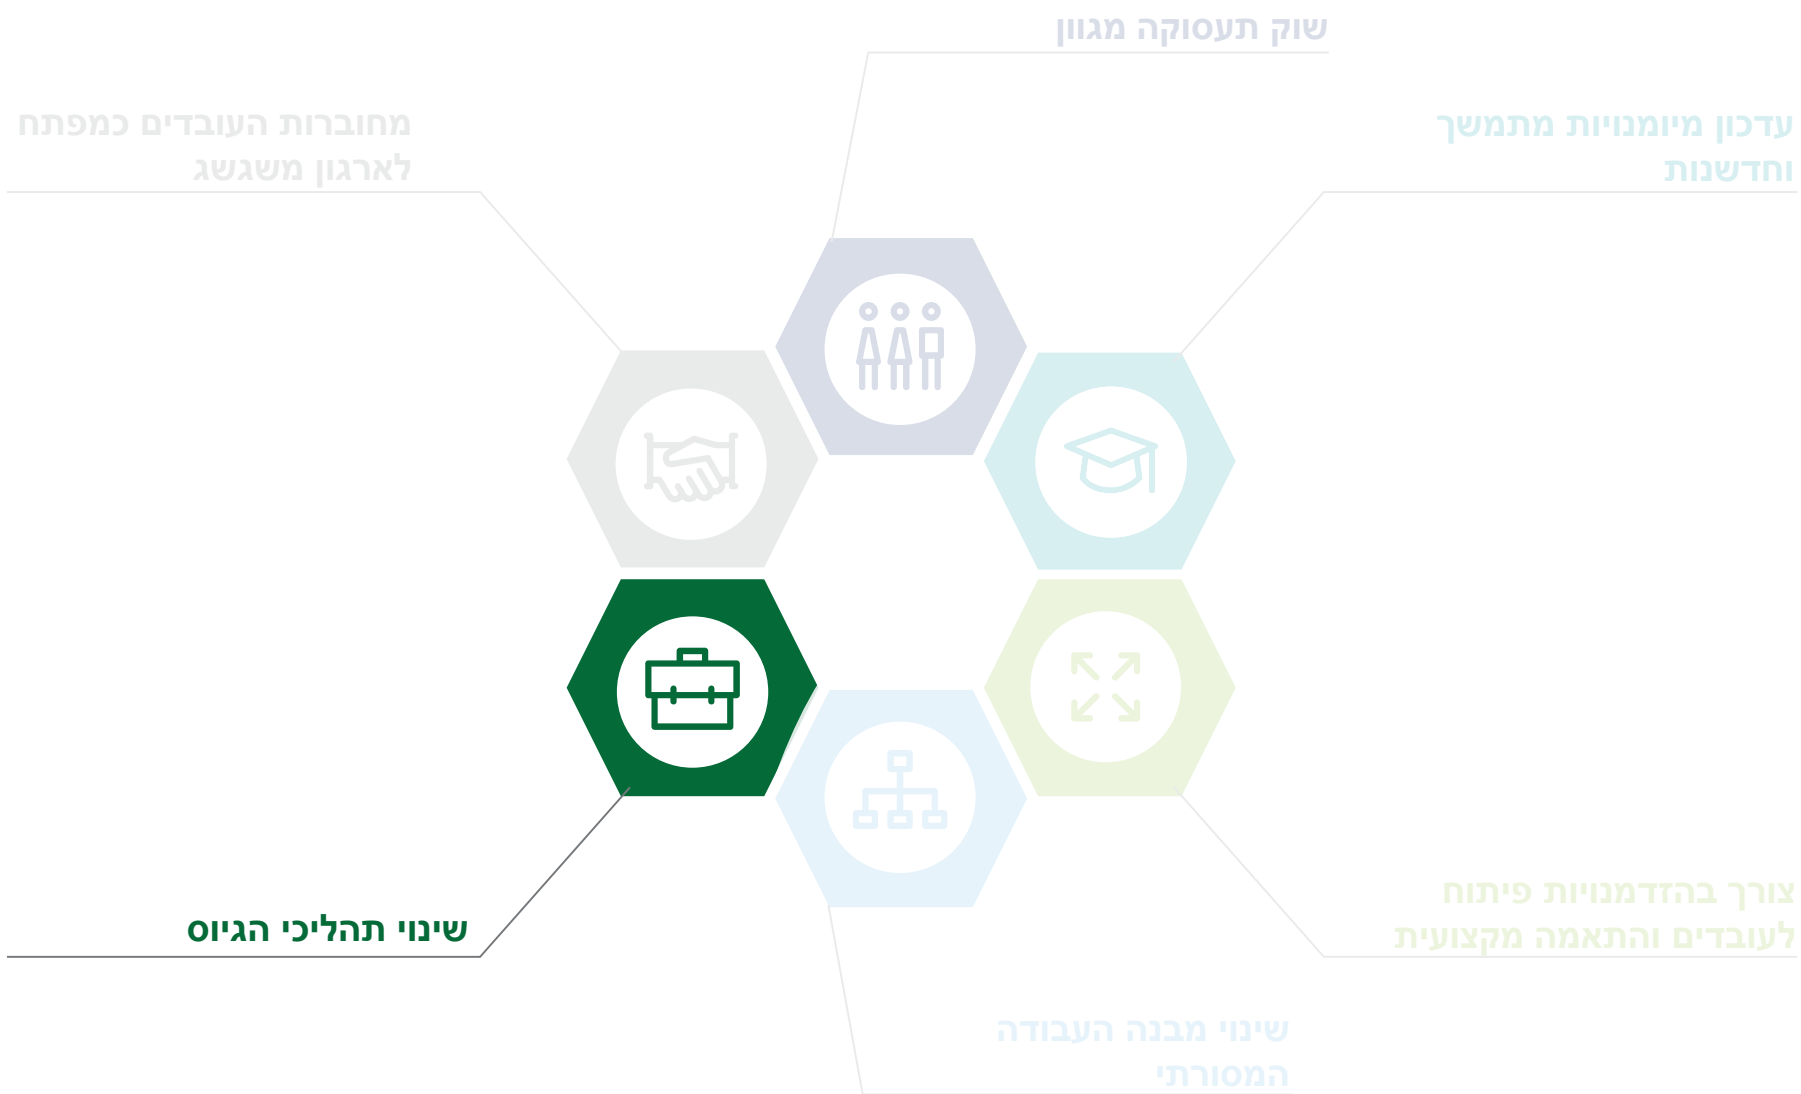 שוק תעסוקה מגוון
עדכון מיומנויות מתמשך
וחדשנות
מחוברות העובדים כמפתח
לארגון משגשג
צורך בהזדמנויות פיתוח
לעובדים והתאמה מקצועית
שינוי תהליכי הגיוס
שינוי מבנה העבודה
המסורתי